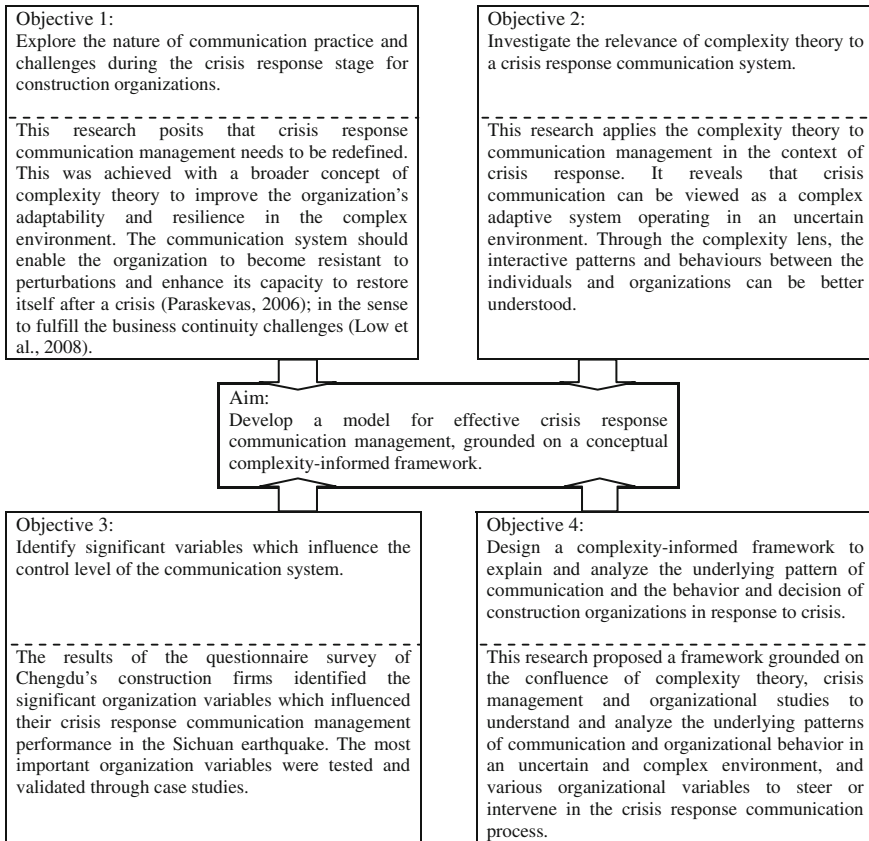 Objective 1:
Explore the nature of communication practice and
challenges during the crisis response stage for
construction organizations.
This research posits that crisis response
communication management needs to be redefined.
This was achieved with a broader concept of
complexity theory to improve the organization's
adaptability and resilience in the complex
environment. The communication system should
enable the organization to become resistant to
perturbations and enhance its capacity to restore
itself after a crisis (Paraskevas, 2006); in the sense
to fulfill the business continuity challenges (Low et
al., 2008).
Objective 2:
Investigate the relevance of complexity theory to
a crisis response communication system.
This research applies the complexity theory to
communication management in the context of
crisis response. It reveals that crisis
communication can be viewed as a complex
adaptive system operating in an uncertain
environment. Through the complexity lens, the
interactive patterns and behaviours between the
individuals and organizations can be better
understood.
Aim:
Develop a model for effective crisis response
communication management, grounded on a conceptual
complexity-informed framework.
Objective 3:
Identify significant variables which influence the
control level of the communication system.
The results of the questionnaire survey of
Chengdu's construction firms identified the
significant organization variables which influenced
their crisis response communication management
performance in the Sichuan earthquake. The most
important organization variables were tested and
validated through case studies.
Objective 4:
Design a complexity-informed framework to
explain and analyze the underlying pattern of
communication and the behavior and decision of
construction organizations in response to crisis.
This research proposed a framework grounded on
the confluence of complexity theory, crisis
management and organizational studies to
understand and analyze the underlying patterns
of communication and organizational behavior in
an uncertain and complex environment, and
various organizational variables to steer or
intervene in the crisis response communication
process.